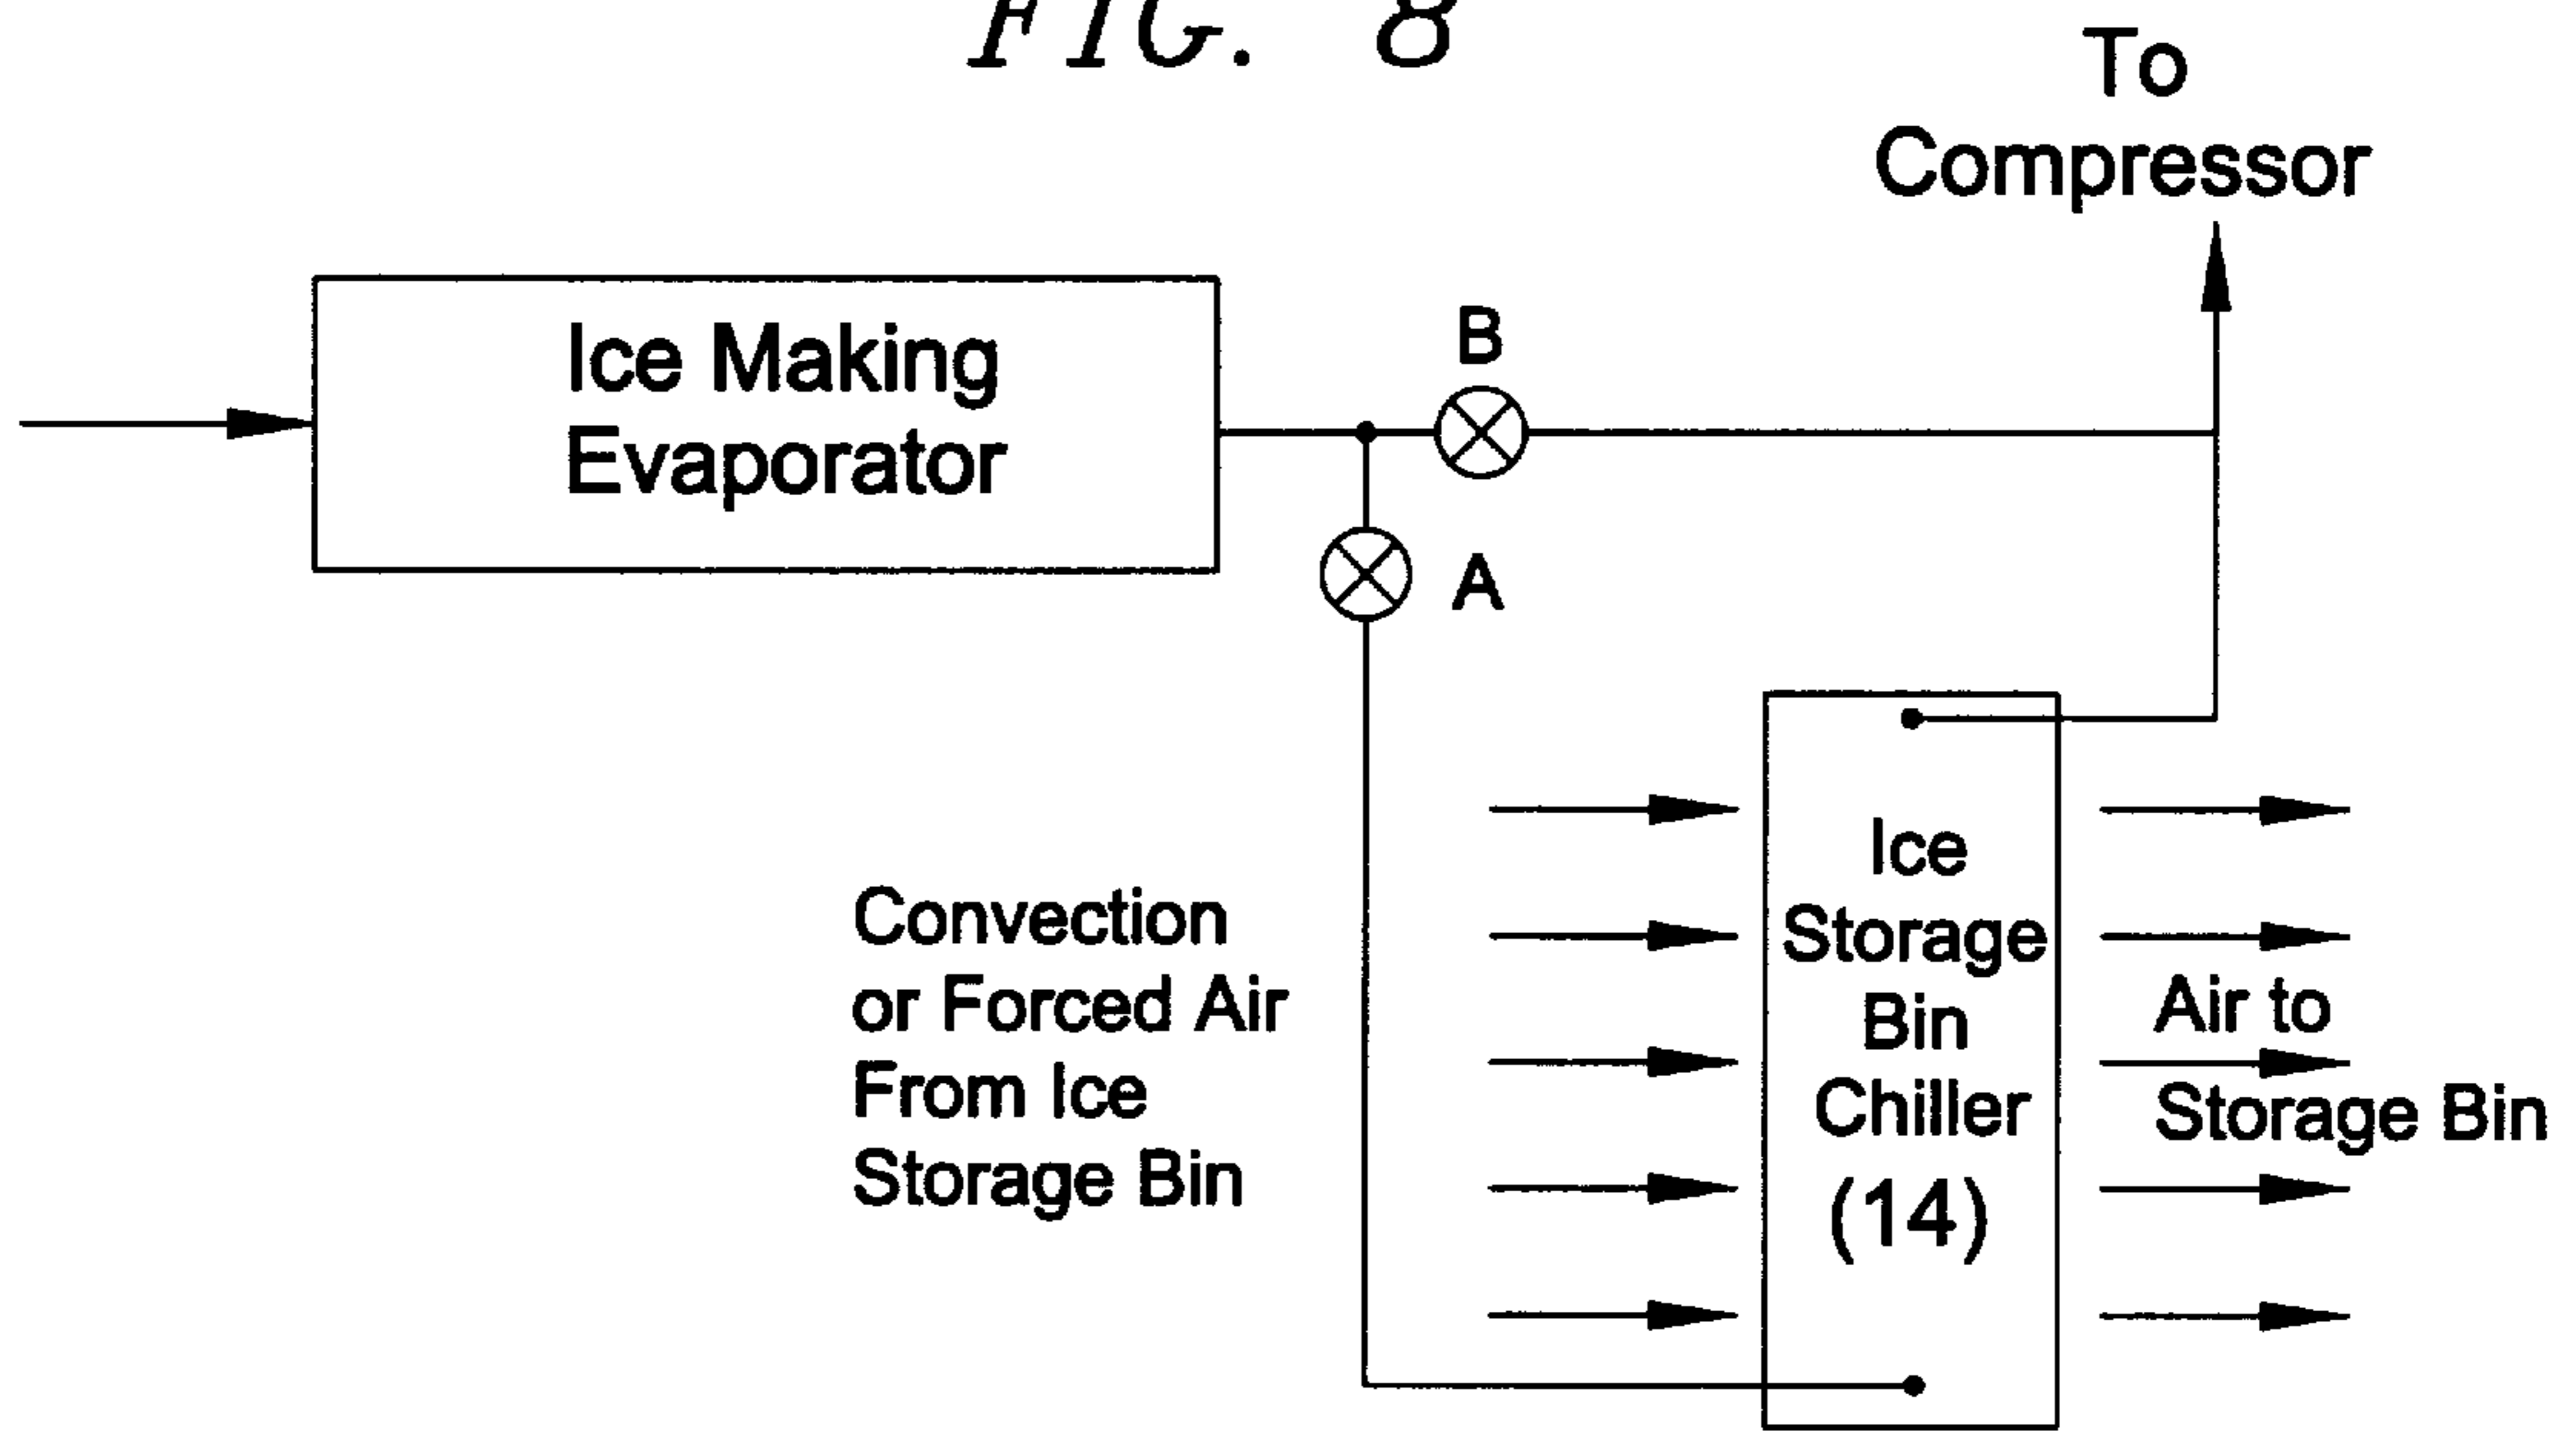 FIG. 8
To
Compressor
Ice Making
Evaporator
B
A
Convection
or Forced Air
From Ice
Storage Bin
Ice
Storage
Bin
Chiller
(14)
Air to
Storage Bin